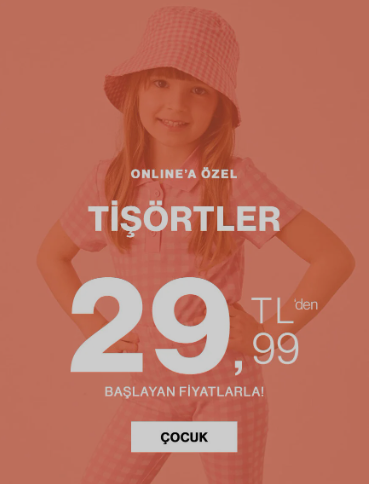 ONLINE'A ÖZEL
TİŞÖRTLER
29,99 TL'den
BAŞLAYAN FİYATLARLA!
ÇOCUK